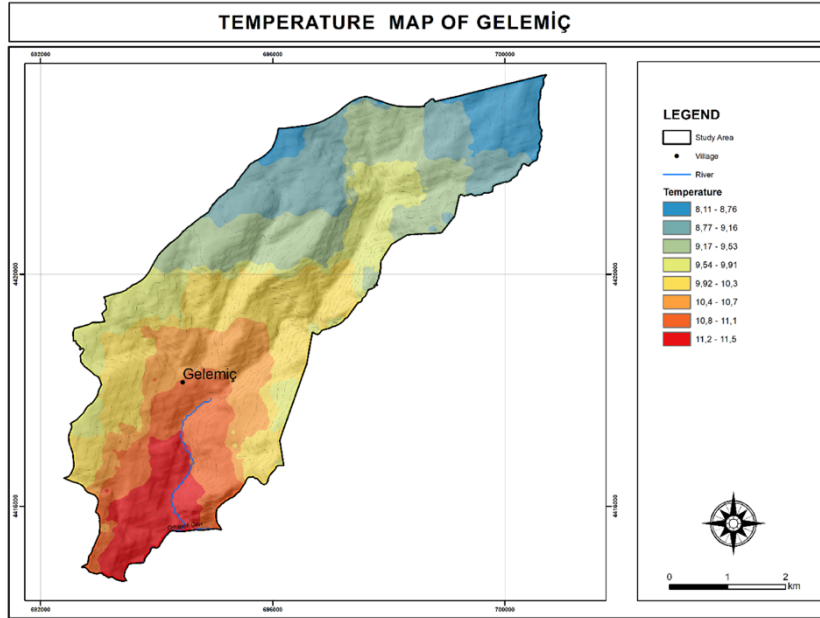 TEMPERATURE MAP OF GELEMİÇ
692000
696000
700000
4420000
4420000
Gelemiç
4416000
4416000
692000
696000
700000
LEGEND
Study Area
Village
River
Temperature
8,11 - 8,76
8,77 - 9,16
9,17 - 9,53
9,54 - 9,91
9,92 - 10,3
10,4 - 10,7
10,8 - 11,1
11,2 - 11,5
0 1 2
km